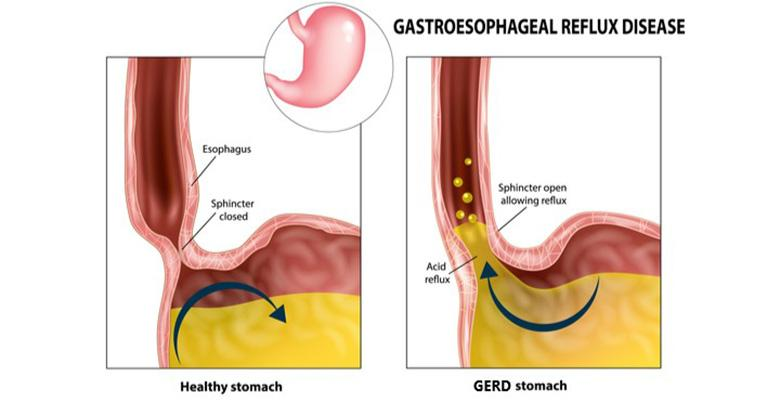 GASTROESOPHAGEAL REFLUX DISEASE
Esophagus
Sphincter
closed
Sphincter open
allowing reflux
Acid
reflux
Healthy stomach
GERD stomach